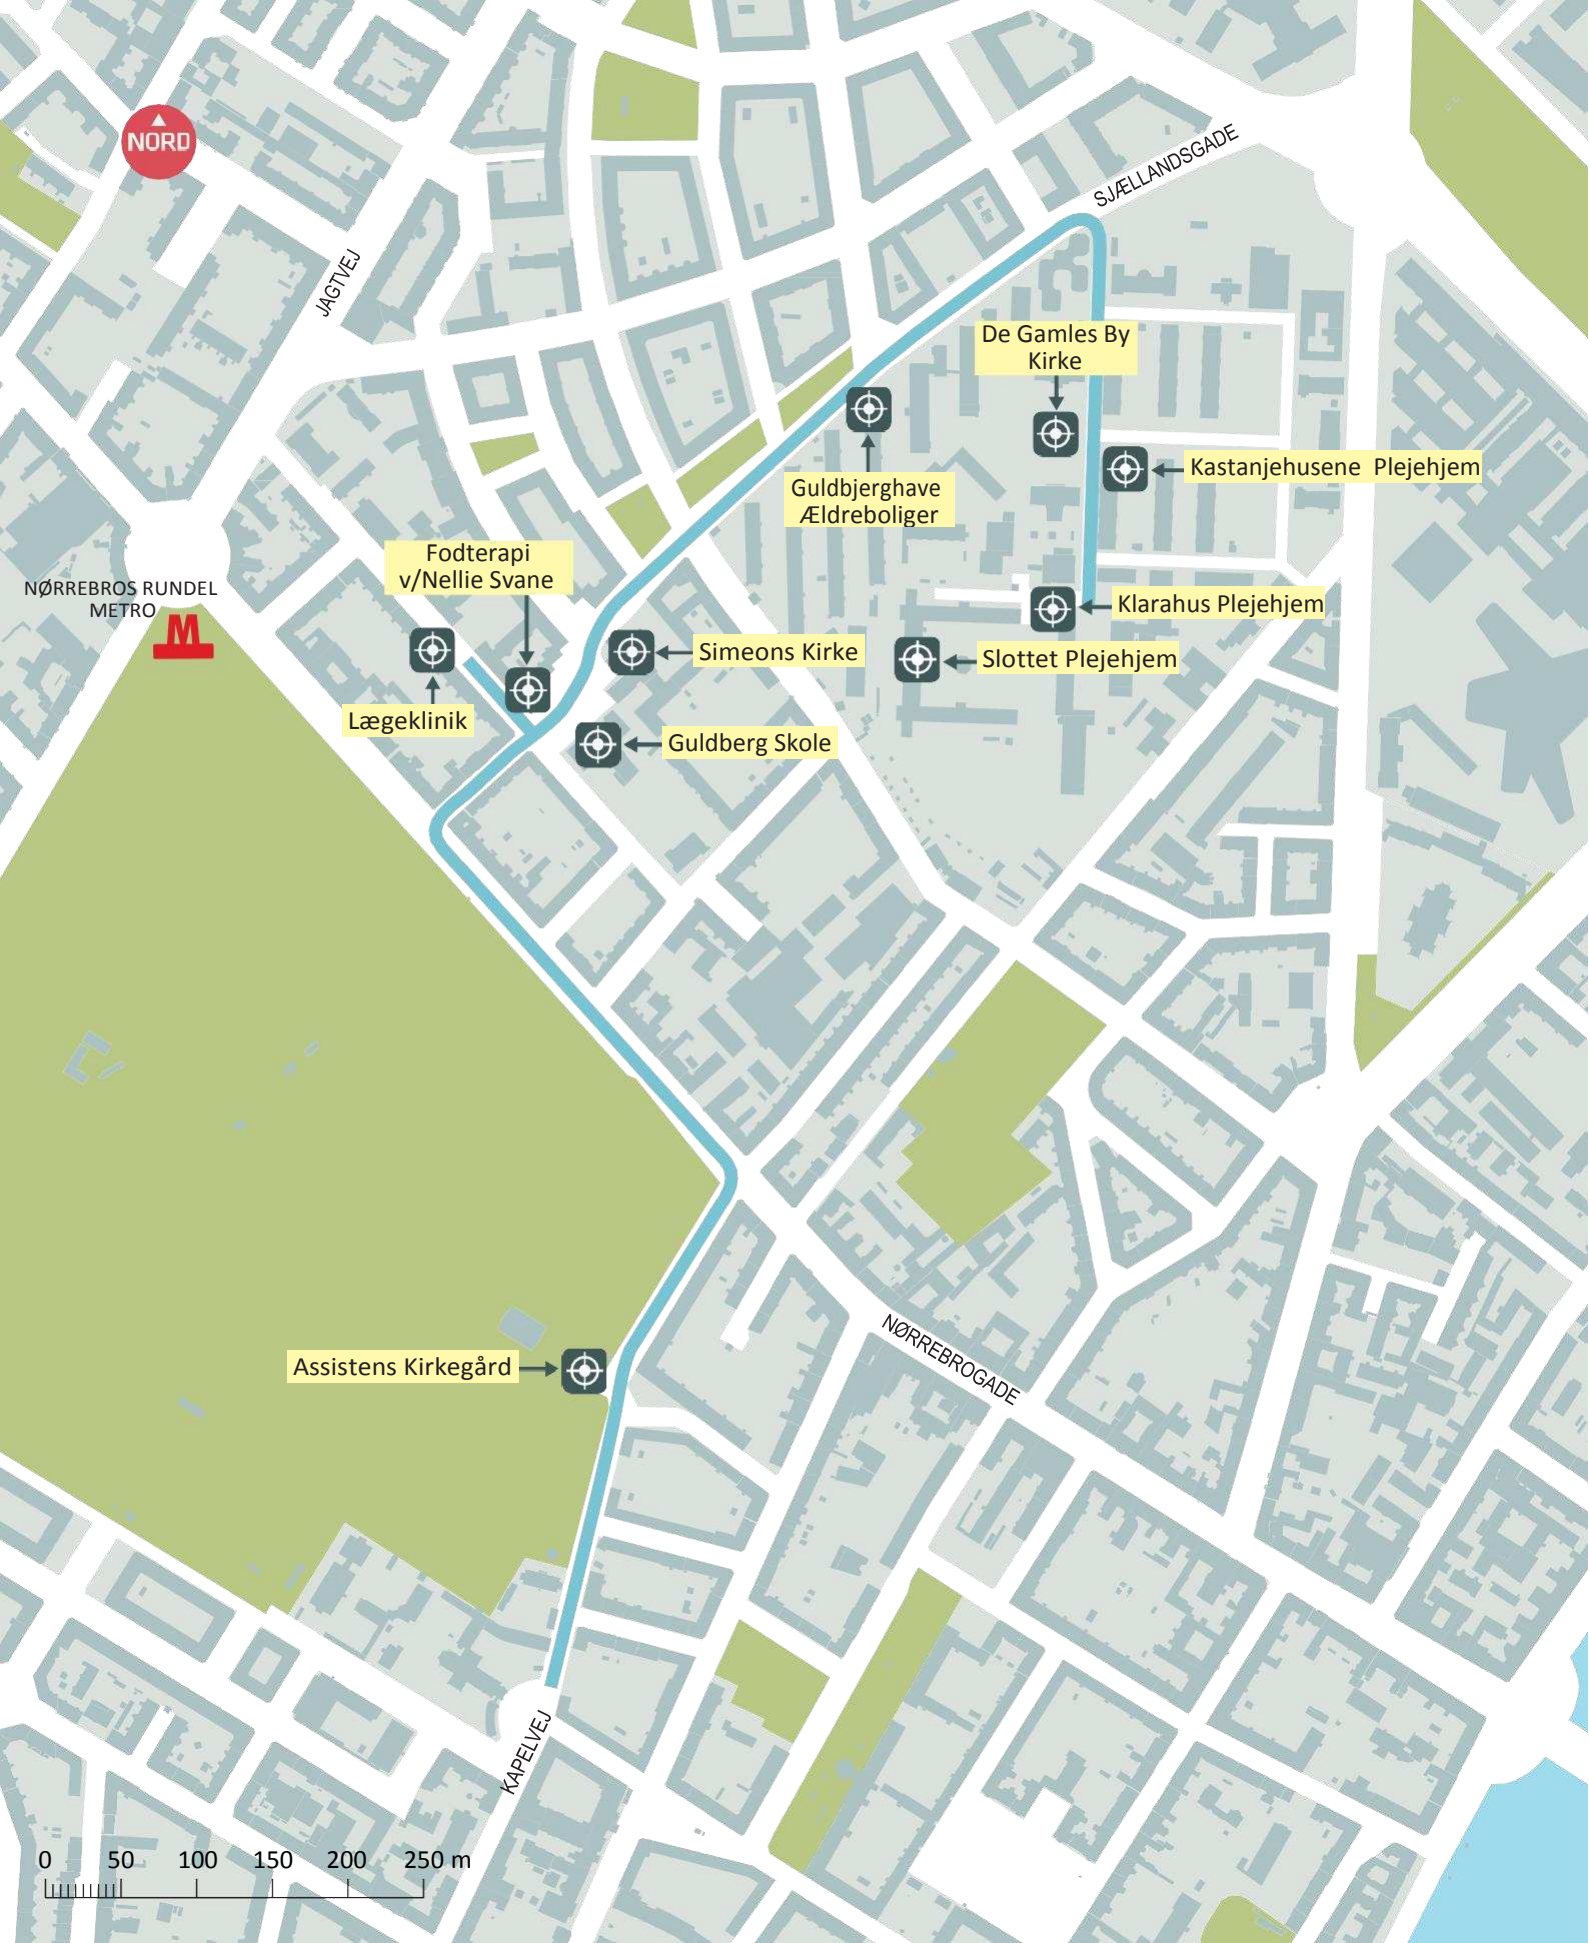 NORD
SJÆLLANDSGADE
JAGTVEJ
De Gamles By
Kirke
Kastanjehusene Plejehjem
Guldbjerghave
Ældreboliger
Fodterapi
v/Nellie Svane
NØRREBROS RUNDEL
METRO
M
Klarahus Plejehjem
Simeons Kirke
Slottet Plejehjem
Lægeklinik
Guldberg Skole
NØRREBROGADE
Assistens Kirkegård
KAPELVEJ
0 50 100 150 200 250 m